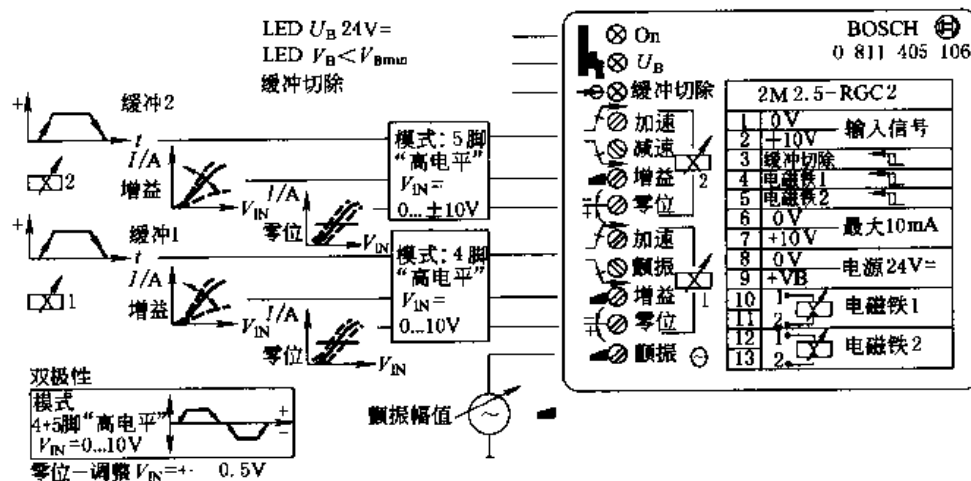 LED U_B 24V=
LED V_B<V_Bmin
缓冲切除
+ 缓冲2
t
2
I/A
增益
V_IN
I/A
零位
V_IN
模式:5脚
“高电平”
V_IN=
0...±10V
+ 缓冲1
t
1
I/A
增益
V_IN
I/A
零位
V_IN
模式:4脚
“高电平”
V_IN=
0...10V
双极性
模式
4+5脚“高电平”
V_IN=0...10V
+
−
零位—调整 V_IN=+- 0.5V
颤振幅值
~
On
U_B
缓冲切除
加速
减速
增益
零位
2
加速
颤振
增益
零位
1
颤振
BOSCH
0 811 405 106
2M 2.5-RGC2
1 0V
2 +10V
输入信号
3 缓冲切除
4 电磁铁1
5 电磁铁2
6 0V
7 +10V
最大10mA
8 0V
9 +VB
电源24V=
10 1
11 2
电磁铁1
12 1
13 2
电磁铁2